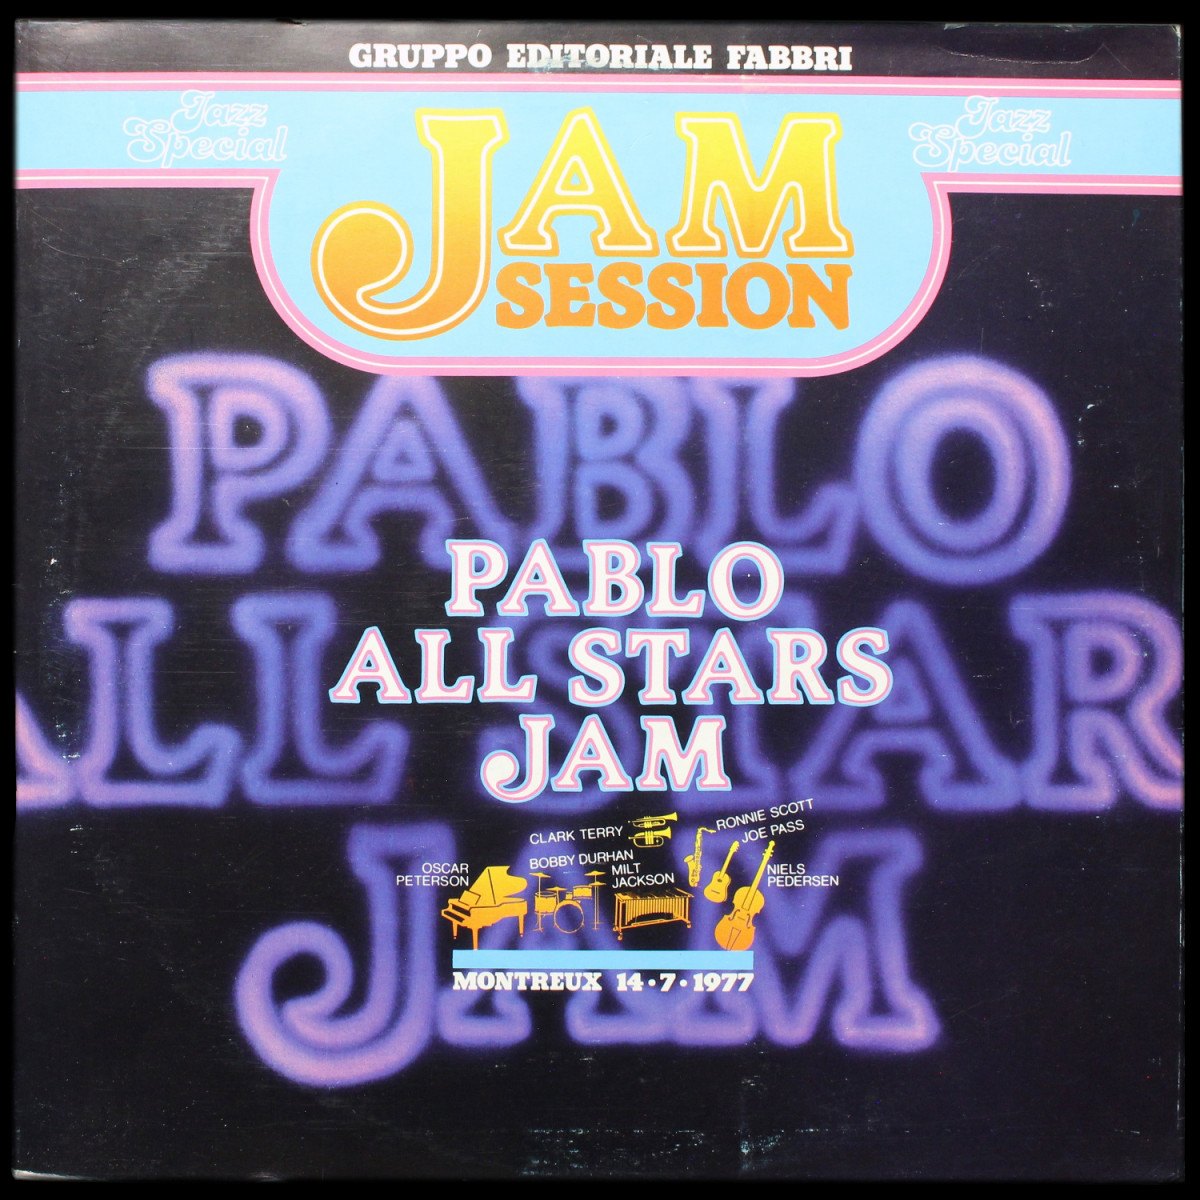 GRUPPO EDITORIALE FABBRI
Jazz
Special
Jazz
Special
JAM
SESSION
PABLO
ALL STAR
JAM
PABLO
ALL STARS
JAM
CLARK TERRY
RONNIE SCOTT
JOE PASS
BOBBY DURHAN
OSCAR
PETERSON
MILT
JACKSON
NIELS
PEDERSEN
MONTREUX 14·7·1977